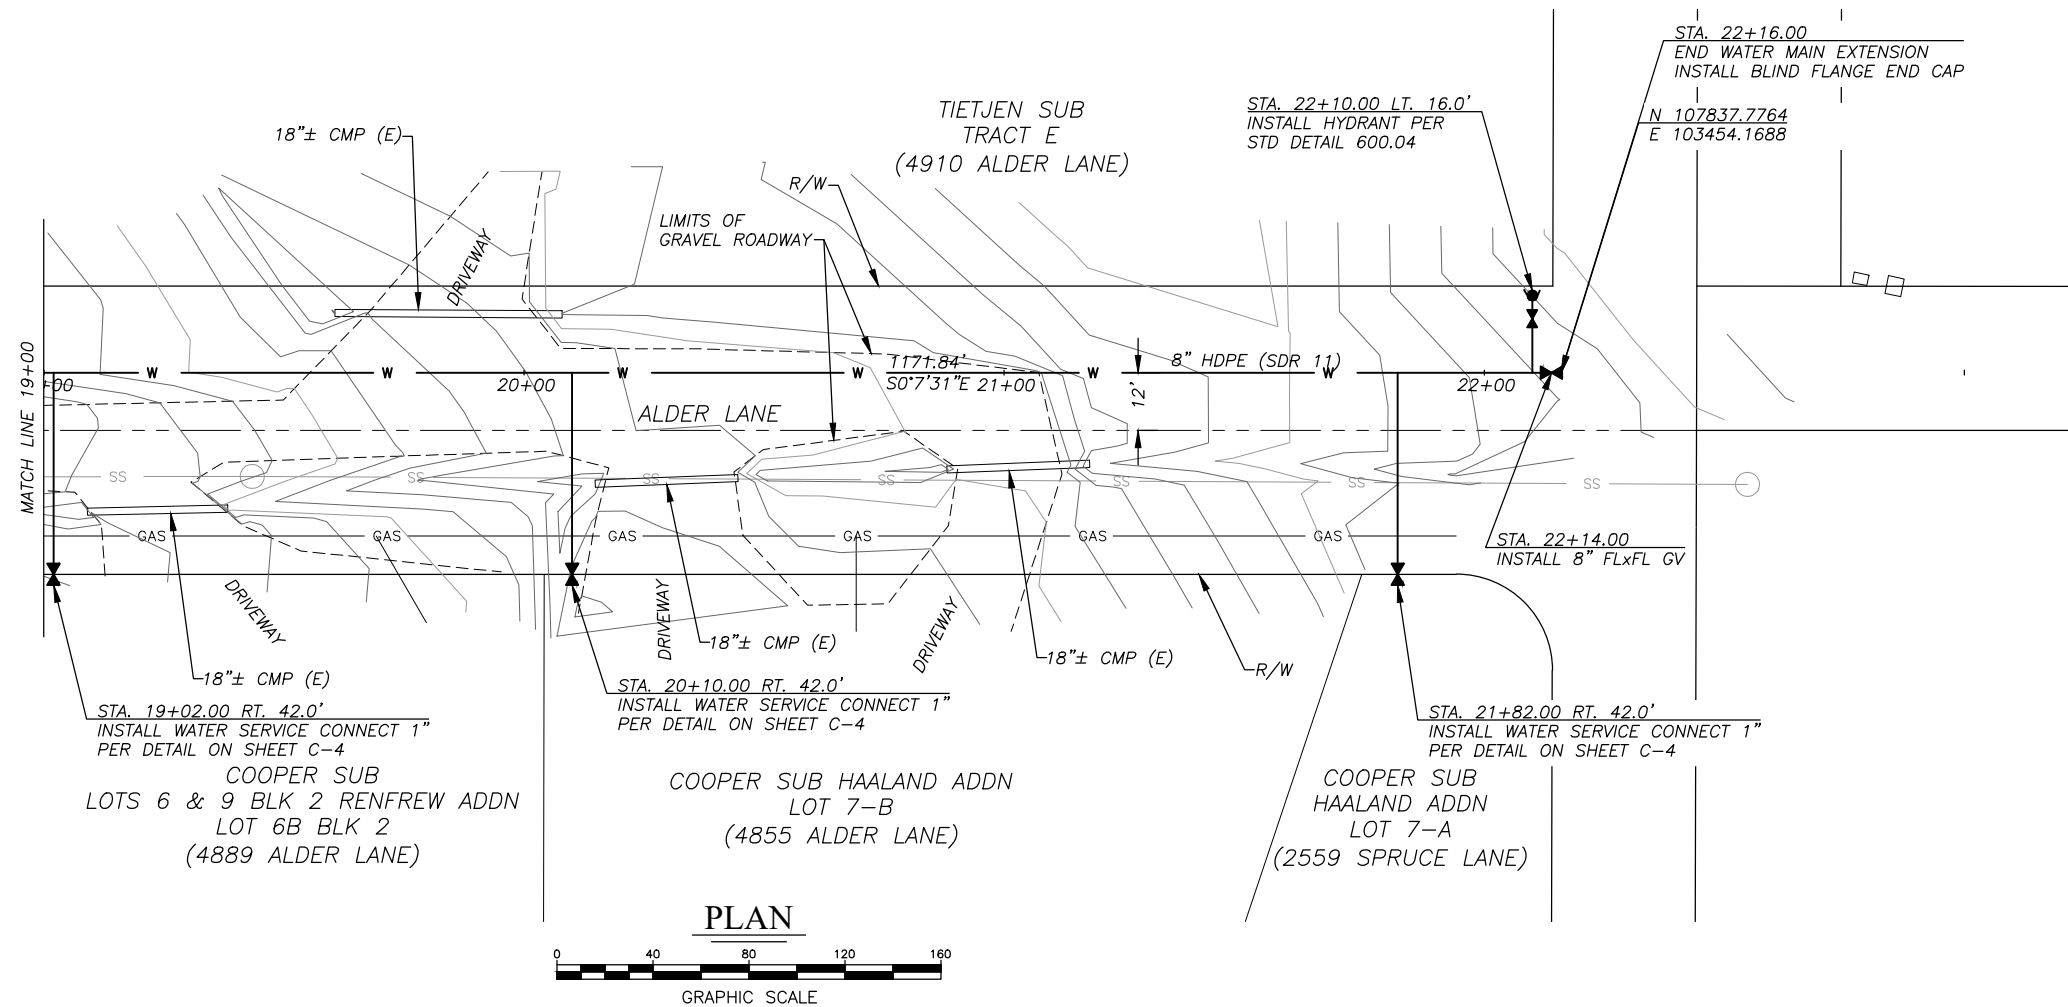 STA. 22+16.00
END WATER MAIN EXTENSION
INSTALL BLIND FLANGE END CAP
N 107837.7764
E 103454.1688
STA. 22+10.00 LT. 16.0'
INSTALL HYDRANT PER
STD DETAIL 600.04
TIETJEN SUB
TRACT E
(4910 ALDER LANE)
18"± CMP (E)
R/W
LIMITS OF
GRAVEL ROADWAY
DRIVEWAY
MATCH LINE 19+00
+00
W
W
W
W
W
W
20+00
1171.84'
S0°7'31"E
21+00
8" HDPE (SDR 11)
12'
22+00
ALDER LANE
SS
SS
SS
SS
SS
SS
SS
GAS
GAS
GAS
GAS
GAS
GAS
STA. 22+14.00
INSTALL 8" FLxFL GV
DRIVEWAY
DRIVEWAY
DRIVEWAY
18"± CMP (E)
18"± CMP (E)
18"± CMP (E)
R/W
STA. 19+02.00 RT. 42.0'
INSTALL WATER SERVICE CONNECT 1"
PER DETAIL ON SHEET C-4
STA. 20+10.00 RT. 42.0'
INSTALL WATER SERVICE CONNECT 1"
PER DETAIL ON SHEET C-4
STA. 21+82.00 RT. 42.0'
INSTALL WATER SERVICE CONNECT 1"
PER DETAIL ON SHEET C-4
COOPER SUB
LOTS 6 & 9 BLK 2 RENFREW ADDN
LOT 6B BLK 2
(4889 ALDER LANE)
COOPER SUB HAALAND ADDN
LOT 7-B
(4855 ALDER LANE)
COOPER SUB
HAALAND ADDN
LOT 7-A
(2559 SPRUCE LANE)
PLAN
0 40 80 120 160
GRAPHIC SCALE